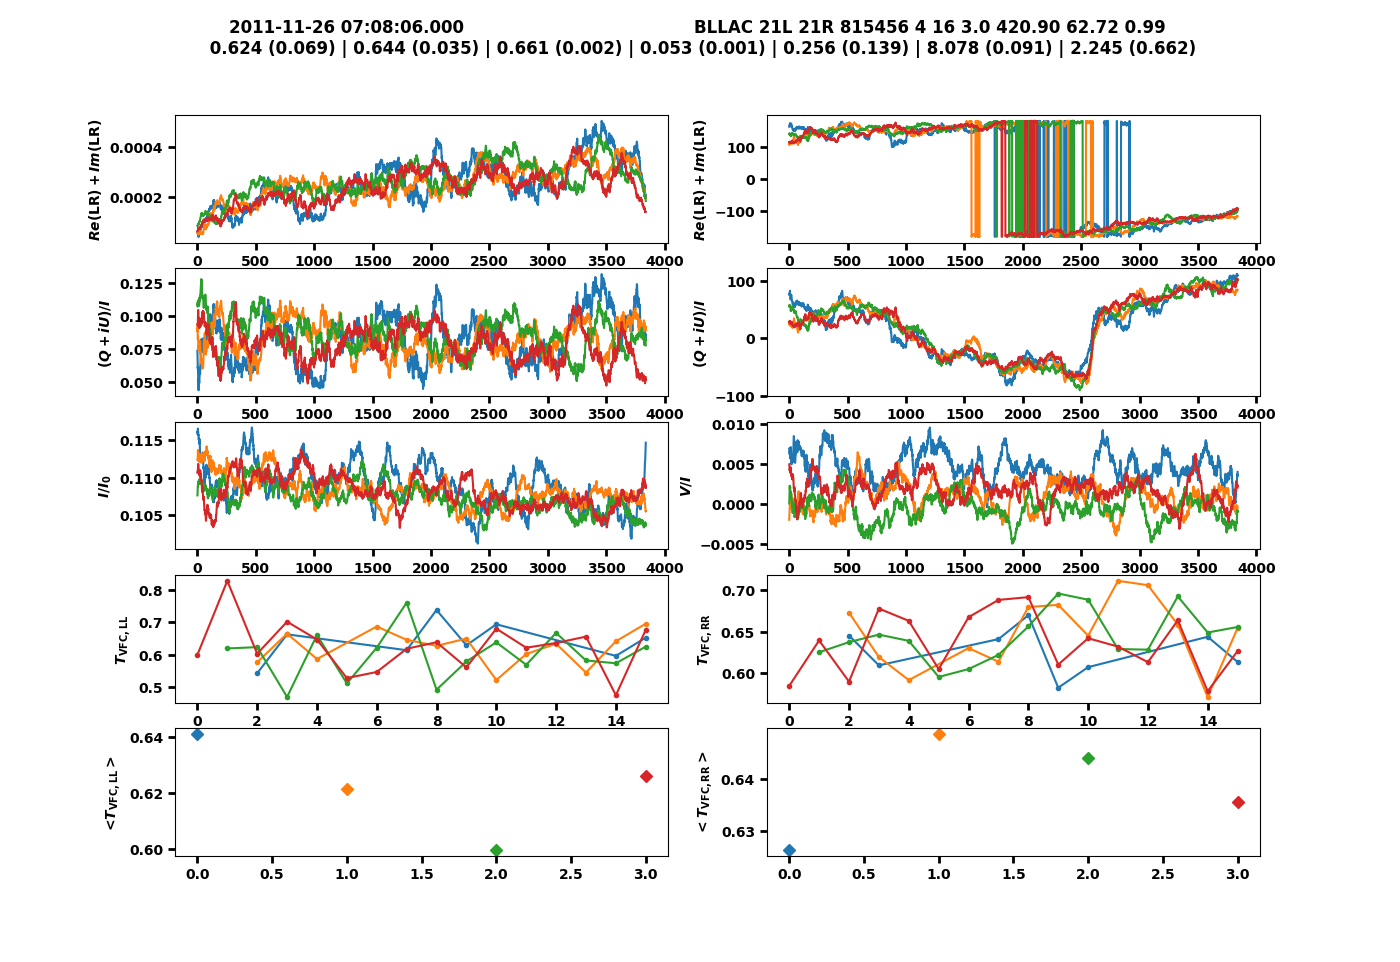 2011-11-26 07:08:06.000 BLLAC 21L 21R 815456 4 16 3.0 420.90 62.72 0.99
0.624 (0.069) | 0.644 (0.035) | 0.661 (0.002) | 0.053 (0.001) | 0.256 (0.139) | 8.078 (0.091) | 2.245 (0.662)
Re(LR) + Im(LR)
0.0004
0.0002
0 500 1000 1500 2000 2500 3000 3500 4000
Re(LR) + Im(LR)
100
0
−100
0 500 1000 1500 2000 2500 3000 3500 4000
(Q + iU)/I
0.125
0.100
0.075
0.050
0 500 1000 1500 2000 2500 3000 3500 4000
(Q + iU)/I
100
0
−100
0 500 1000 1500 2000 2500 3000 3500 4000
I/I0
0.115
0.110
0.105
0 500 1000 1500 2000 2500 3000 3500 4000
V/I
0.010
0.005
0.000
−0.005
0 500 1000 1500 2000 2500 3000 3500 4000
TVFC, LL
0.8
0.7
0.6
0.5
0 2 4 6 8 10 12 14
TVFC, RR
0.70
0.65
0.60
0 2 4 6 8 10 12 14
<TVFC, LL >
0.64
0.62
0.60
0.0 0.5 1.0 1.5 2.0 2.5 3.0
< TVFC, RR >
0.64
0.63
0.0 0.5 1.0 1.5 2.0 2.5 3.0